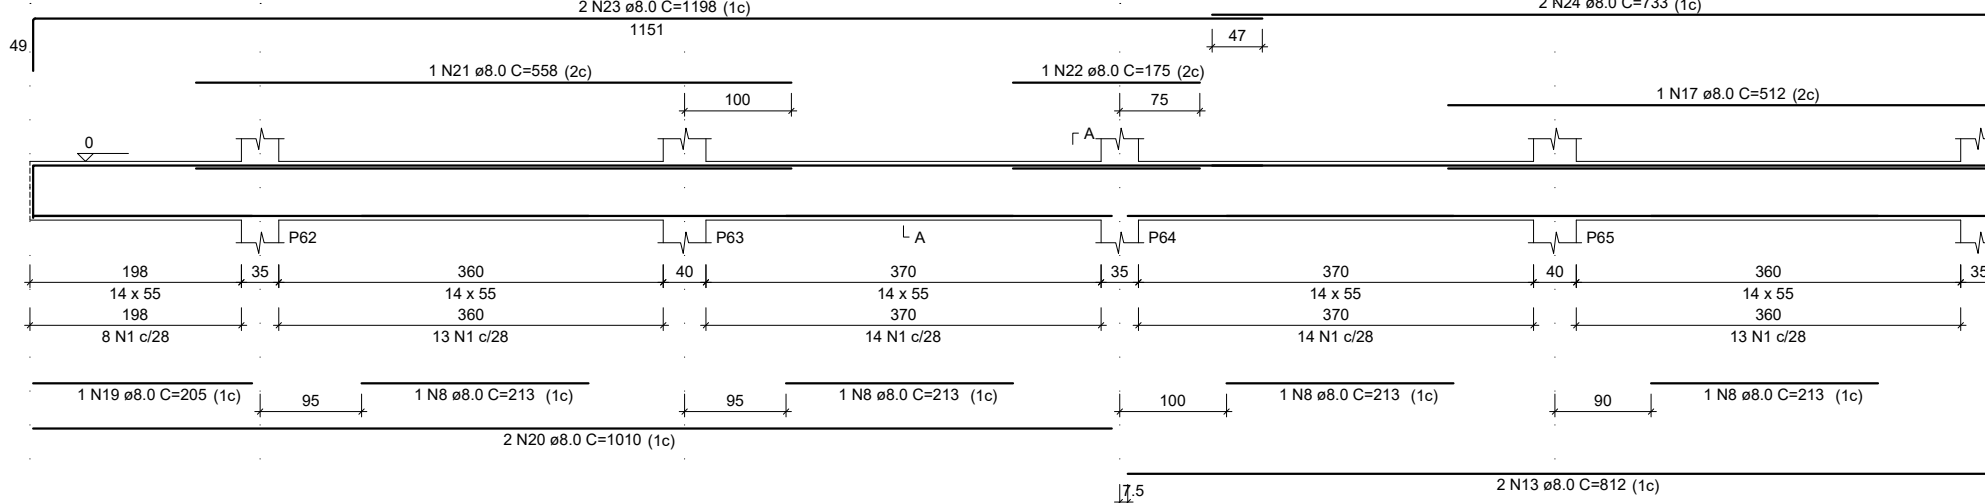 2 N23 ø8.0 C=1198 (1c)
2 N24 ø8.0 C=733 (1c)
1151
49
47
1 N21 ø8.0 C=558 (2c)
1 N22 ø8.0 C=175 (2c)
1 N17 ø8.0 C=512 (2c)
100
75
0
A
P62
P63
A
P64
P65
198
35
360
40
370
35
370
40
360
35
14 x 55
14 x 55
14 x 55
14 x 55
14 x 55
198
360
370
370
360
8 N1 c/28
13 N1 c/28
14 N1 c/28
14 N1 c/28
13 N1 c/28
1 N19 ø8.0 C=205 (1c)
95
1 N8 ø8.0 C=213 (1c)
95
1 N8 ø8.0 C=213 (1c)
100
1 N8 ø8.0 C=213 (1c)
90
1 N8 ø8.0 C=213 (1c)
2 N20 ø8.0 C=1010 (1c)
7.5
2 N13 ø8.0 C=812 (1c)